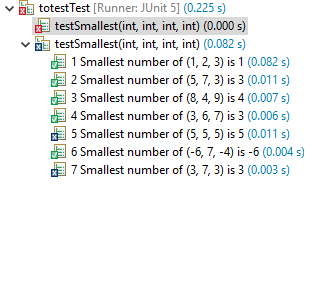 totestTest [Runner: JUnit 5] (0.225 s)
testSmallest(int, int, int, int) (0.000 s)
testSmallest(int, int, int, int) (0.082 s)
1 Smallest number of (1, 2, 3) is 1 (0.082 s)
2 Smallest number of (5, 7, 3) is 3 (0.011 s)
3 Smallest number of (8, 4, 9) is 4 (0.007 s)
4 Smallest number of (3, 6, 7) is 3 (0.006 s)
5 Smallest number of (5, 5, 5) is 5 (0.011 s)
6 Smallest number of (-6, 7, -4) is -6 (0.004 s)
7 Smallest number of (3, 7, 3) is 3 (0.003 s)